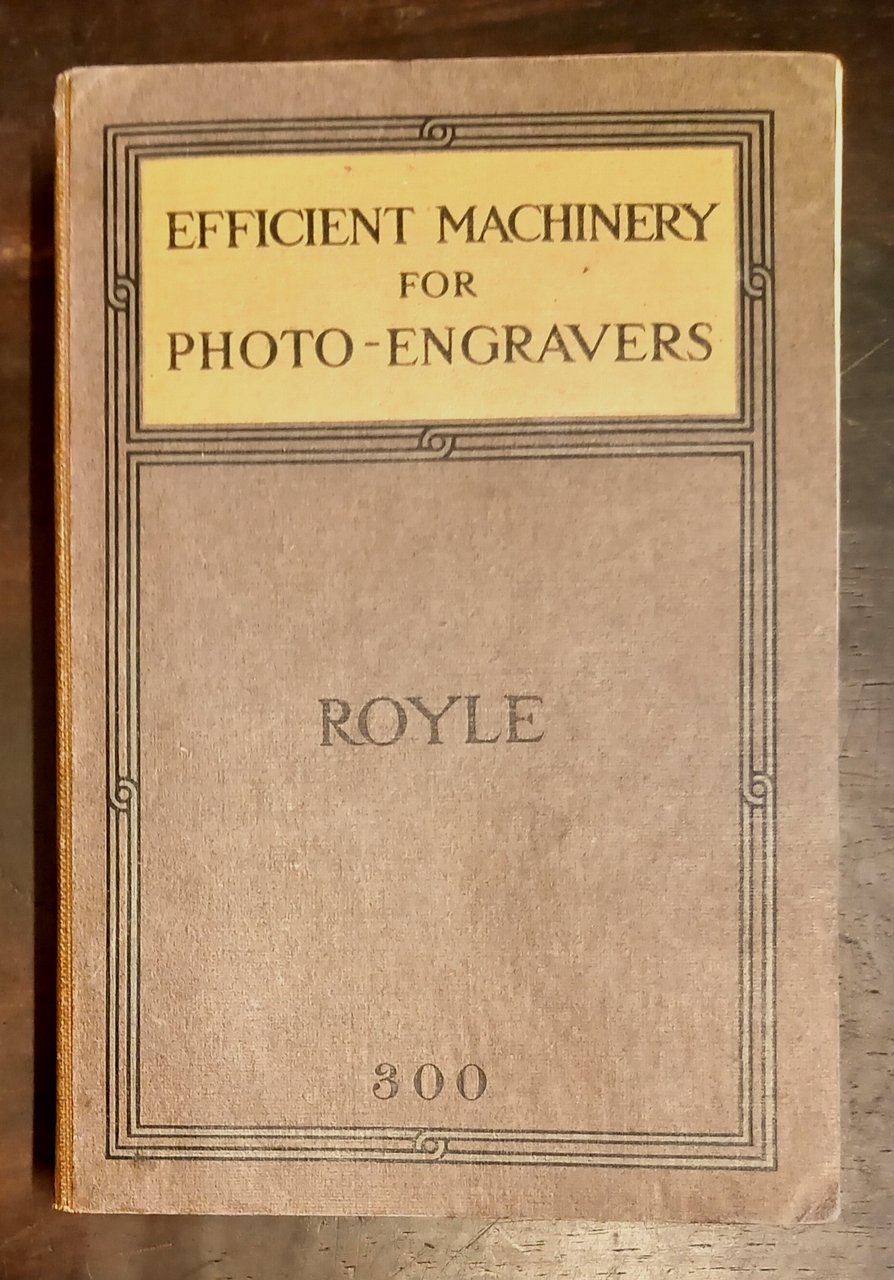 EFFICIENT MACHINERY
FOR
PHOTO-ENGRAVERS
ROYLE
300